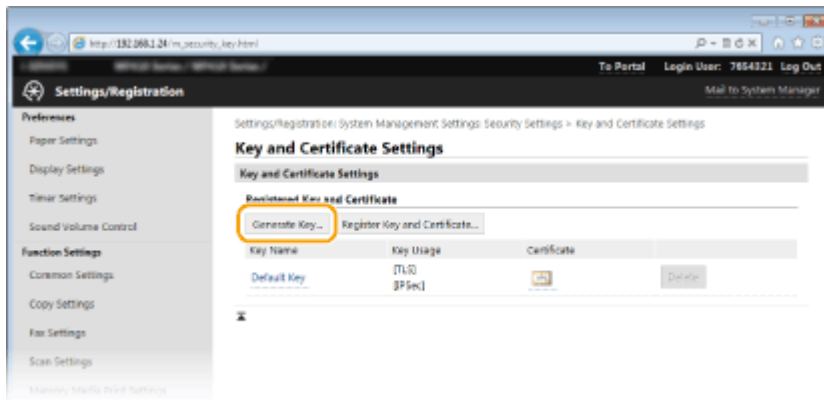 http://192.168.1.24/m_security_key.html
To Portal Login User: 7654321 Log Out
Settings/Registration
Mail to System Manager
Preferences
Paper Settings
Display Settings
Timer Settings
Sound Volume Control
Function Settings
Common Settings
Copy Settings
Fax Settings
Scan Settings
Memory Media Print Settings
Settings/Registration: System Management Settings: Security Settings > Key and Certificate Settings
Key and Certificate Settings
Key and Certificate Settings
Registered Key and Certificate
Generate Key... Register Key and Certificate...
Key Name Key Usage Certificate
Default Key [TLS] Delete
[IPSec]